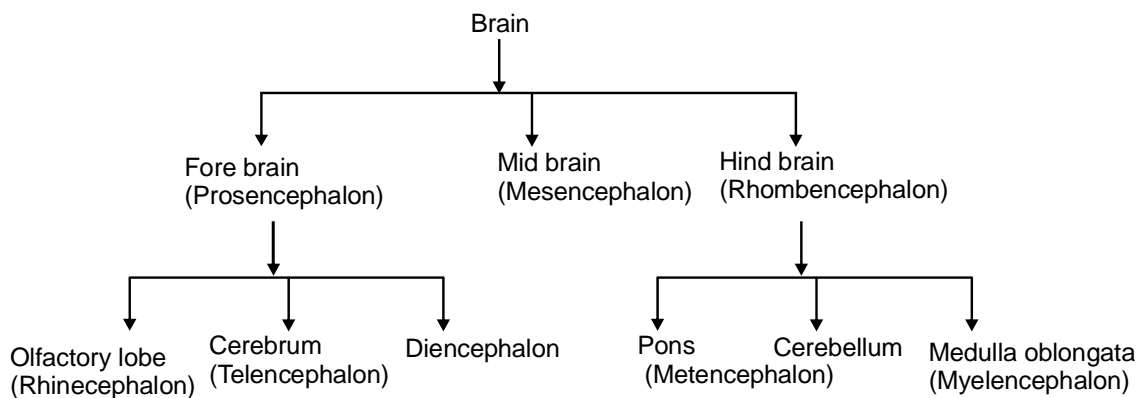 Brain
Fore brain
(Prosencephalon)
Mid brain
(Mesencephalon)
Hind brain
(Rhombencephalon)
Olfactory lobe
(Rhinecephalon)
Cerebrum
(Telencephalon)
Diencephalon
Pons
(Metencephalon)
Cerebellum
Medulla oblongata
(Myelencephalon)